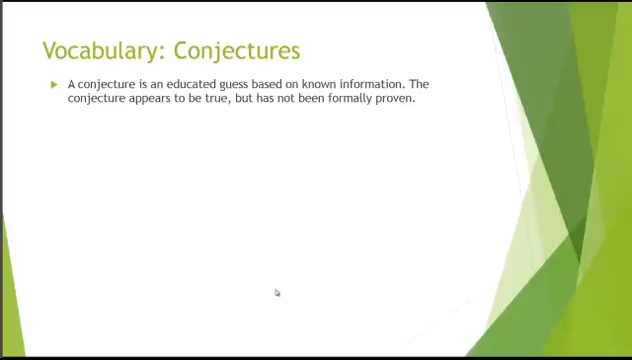 Vocabulary: Conjectures
A conjecture is an educated guess based on known information. The
conjecture appears to be true, but has not been formally proven.